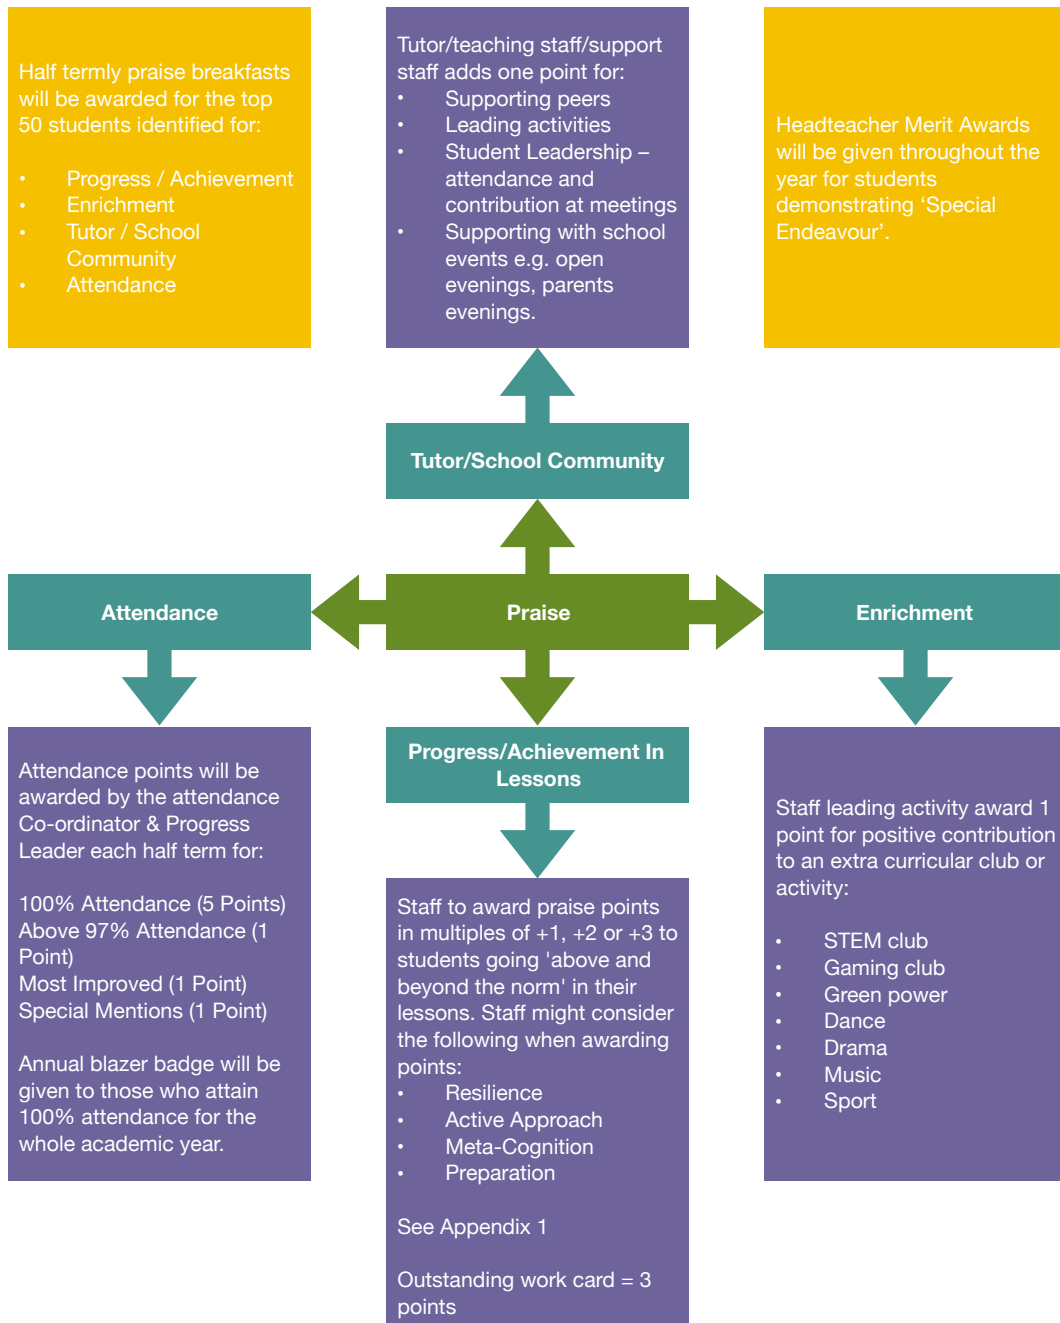 Half termly praise breakfasts
will be awarded for the top
50 students identified for:
• Progress / Achievement
• Enrichment
• Tutor / School
Community
• Attendance
Tutor/teaching staff/support
staff adds one point for:
• Supporting peers
• Leading activities
• Student Leadership –
attendance and
contribution at meetings
• Supporting with school
events e.g. open
evenings, parents
evenings.
Headteacher Merit Awards
will be given throughout the
year for students
demonstrating ‘Special
Endeavour’.
Tutor/School Community
Attendance
Praise
Enrichment
Attendance points will be
awarded by the attendance
Co-ordinator & Progress
Leader each half term for:
100% Attendance (5 Points)
Above 97% Attendance (1
Point)
Most Improved (1 Point)
Special Mentions (1 Point)
Annual blazer badge will be
given to those who attain
100% attendance for the
whole academic year.
Progress/Achievement In
Lessons
Staff to award praise points
in multiples of +1, +2 or +3 to
students going 'above and
beyond the norm' in their
lessons. Staff might consider
the following when awarding
points:
• Resilience
• Active Approach
• Meta-Cognition
• Preparation
See Appendix 1
Outstanding work card = 3
points
Staff leading activity award 1
point for positive contribution
to an extra curricular club or
activity:
• STEM club
• Gaming club
• Green power
• Dance
• Drama
• Music
• Sport